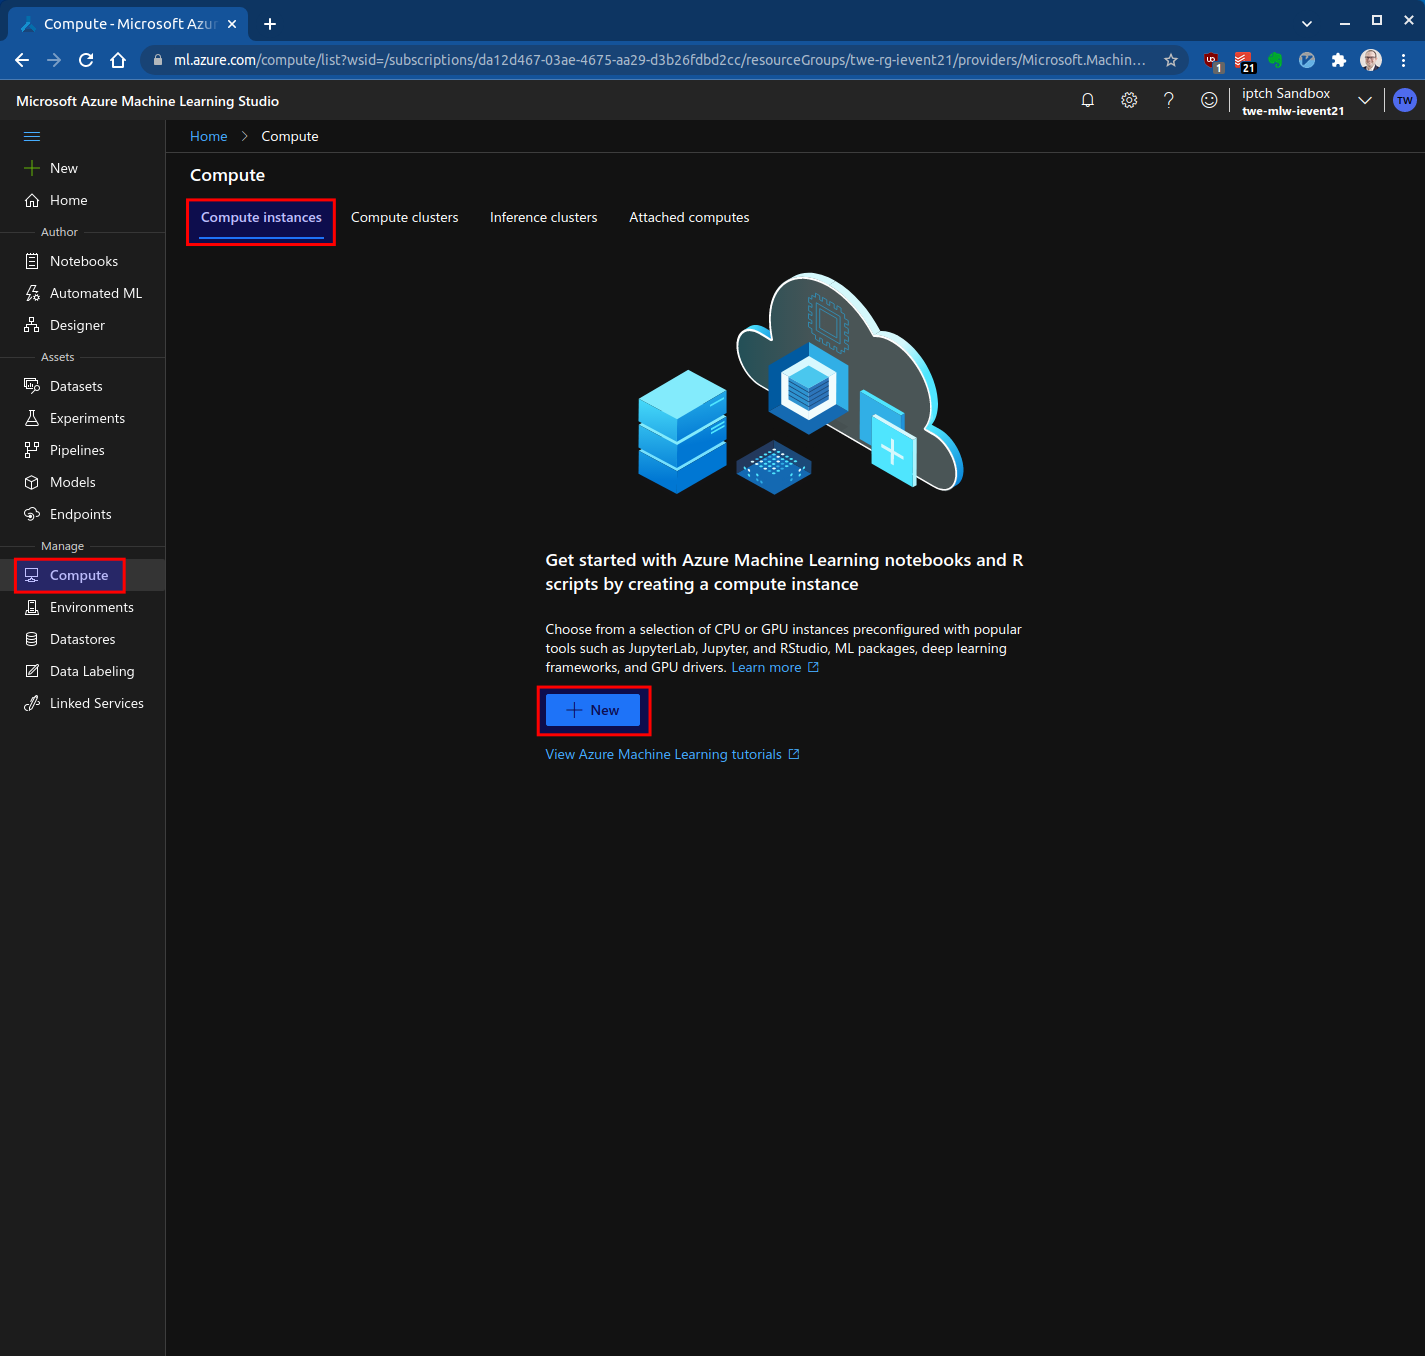 Compute - Microsoft Azur
ml.azure.com/compute/list?wsid=/subscriptions/da12d467-03ae-4675-aa29-d3b26fdbd2cc/resourceGroups/twe-rg-ievent21/providers/Microsoft.Machin...
1
21
Microsoft Azure Machine Learning Studio
iptch Sandbox
twe-mlw-ievent21
TW
Home
Compute
New
Home
Author
Notebooks
Automated ML
Designer
Assets
Datasets
Experiments
Pipelines
Models
Endpoints
Manage
Compute
Environments
Datastores
Data Labeling
Linked Services
Compute
Compute instances
Compute clusters
Inference clusters
Attached computes
Get started with Azure Machine Learning notebooks and R
scripts by creating a compute instance
Choose from a selection of CPU or GPU instances preconfigured with popular
tools such as JupyterLab, Jupyter, and RStudio, ML packages, deep learning
frameworks, and GPU drivers. Learn more
New
View Azure Machine Learning tutorials